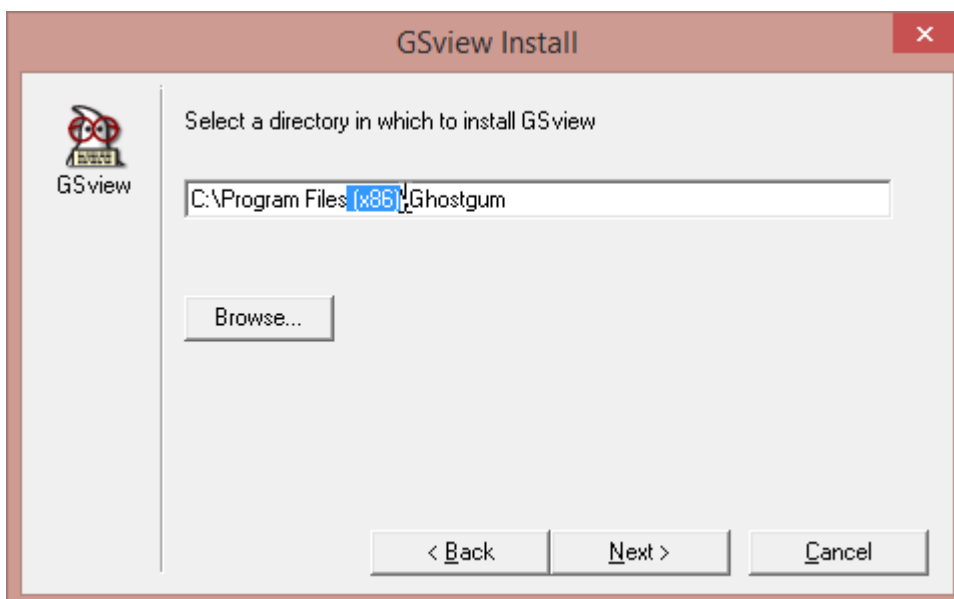 GSview Install
Select a directory in which to install GSview
GSview
C:\Program Files (x86)\Ghostgum
Browse...
< Back
Next >
Cancel